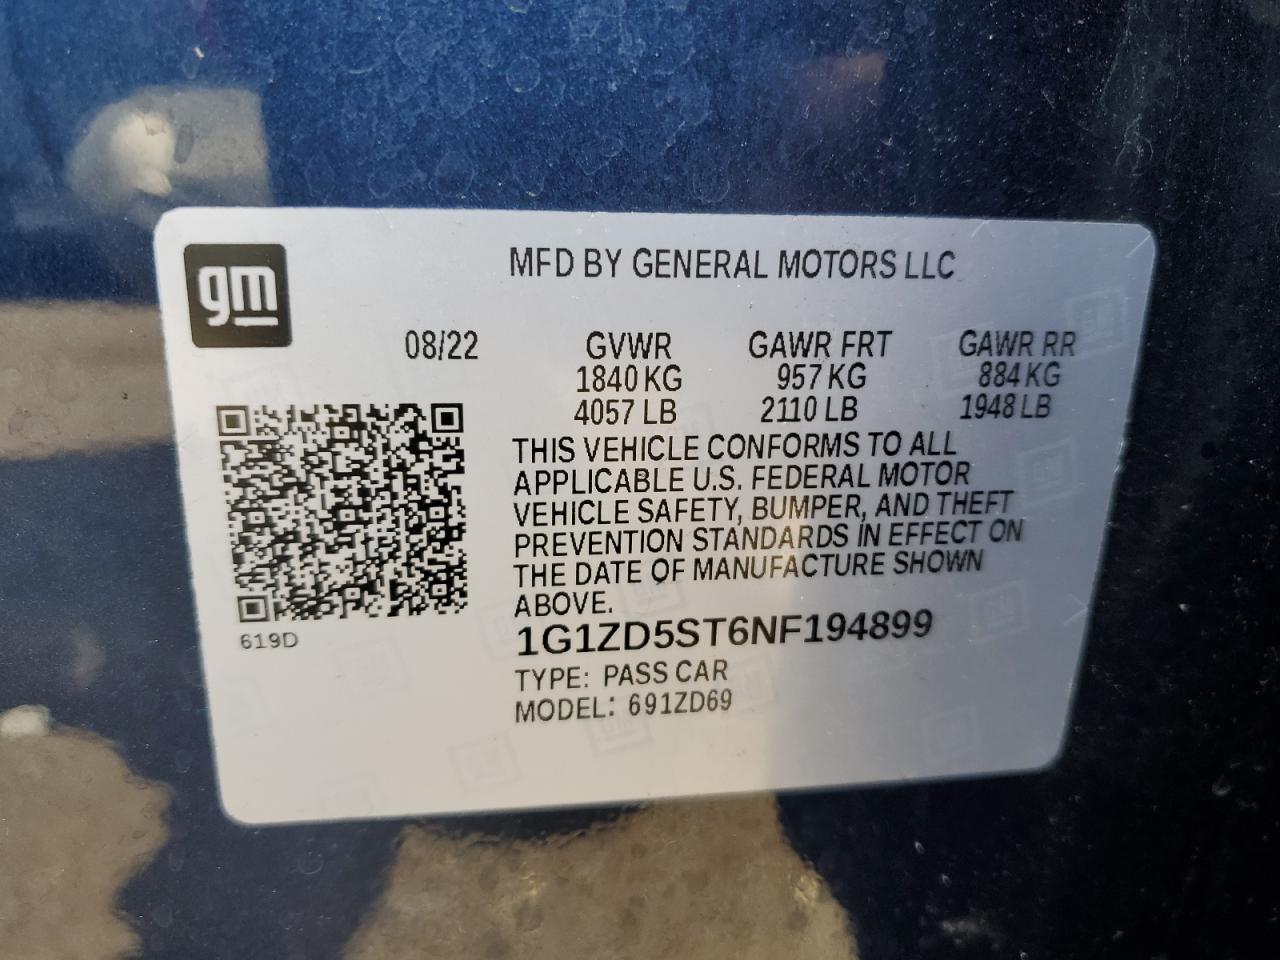 gm
MFD BY GENERAL MOTORS LLC
08/22 GVWR GAWR FRT GAWR RR
1840 KG 957 KG 884 KG
4057 LB 2110 LB 1948 LB
THIS VEHICLE CONFORMS TO ALL
APPLICABLE U.S. FEDERAL MOTOR
VEHICLE SAFETY, BUMPER, AND THEFT
PREVENTION STANDARDS IN EFFECT ON
THE DATE OF MANUFACTURE SHOWN
ABOVE.
619D
1G1ZD5ST6NF194899
TYPE: PASS CAR
MODEL: 691ZD69